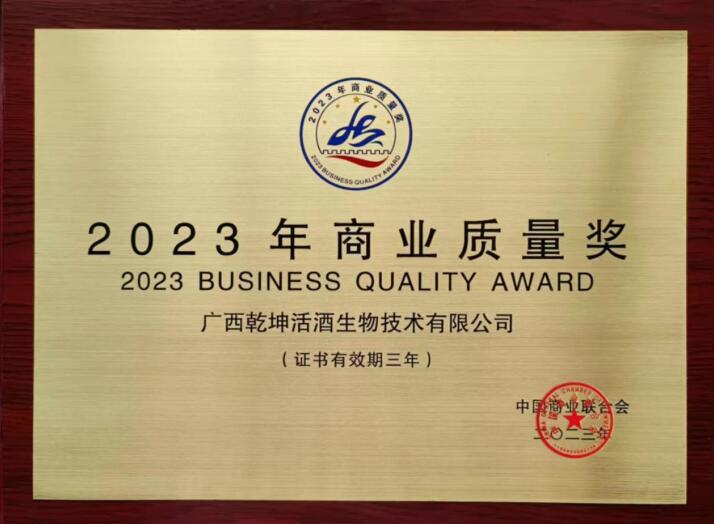 2023年商业质量奖
2023 BUSINESS QUALITY AWARD
2023年商业质量奖
2023 BUSINESS QUALITY AWARD
广西乾坤活酒生物技术有限公司
（证书有效期三年）
中国商业联合会
二〇二三年